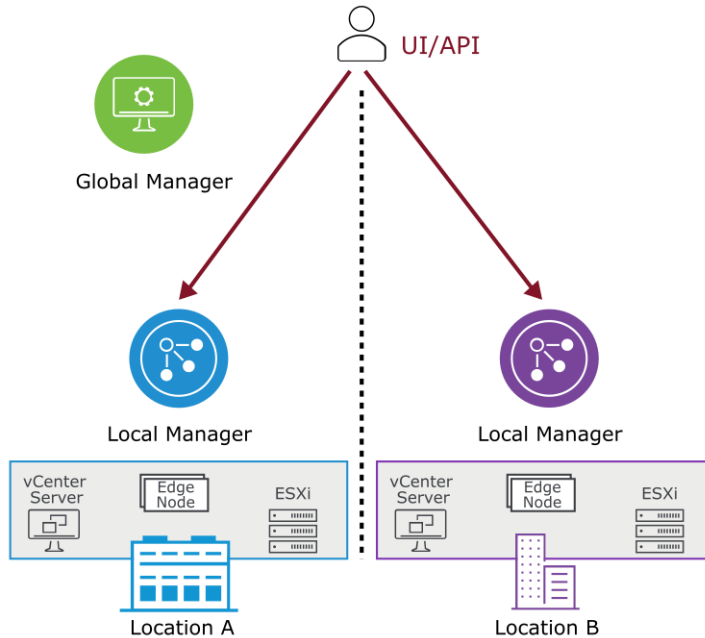 UI/API
Global Manager
Local Manager
Local Manager
vCenter
Server
Edge
Node
ESXi
vCenter
Server
Edge
Node
ESXi
Location A
Location B